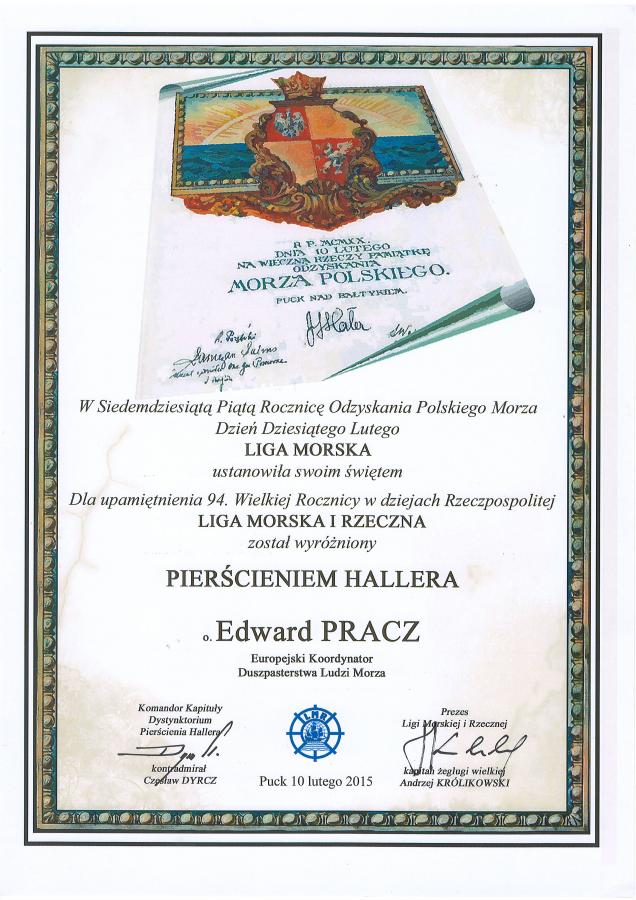 R P. MCMXX.
DNIA 10 LUTEGO
NA WIECZNĄ RZECZY PAMIĄTKĘ
ODZYSKANIA
MORZA POLSKIEGO.
PUCK NAD BAŁTYKIEM.
W Siedemdziesiątą Piątą Rocznicę Odzyskania Polskiego Morza
Dzień Dziesiątego Lutego
LIGA MORSKA
ustanowiła swoim świętem
Dla upamiętnienia 94. Wielkiej Rocznicy w dziejach Rzeczpospolitej
LIGA MORSKA I RZECZNA
został wyróżniony
PIERŚCIENIEM HALLERA
o. Edward PRACZ
Europejski Koordynator
Duszpasterstwa Ludzi Morza
Komandor Kapituły
Dystynktorium
Pierścienia Hallera
kontradmirał
Czesław DYRCZ
LMR
Puck 10 lutego 2015
Prezes
Ligi Morskiej i Rzecznej
kapitan żeglugi wielkiej
Andrzej KRÓLIKOWSKI